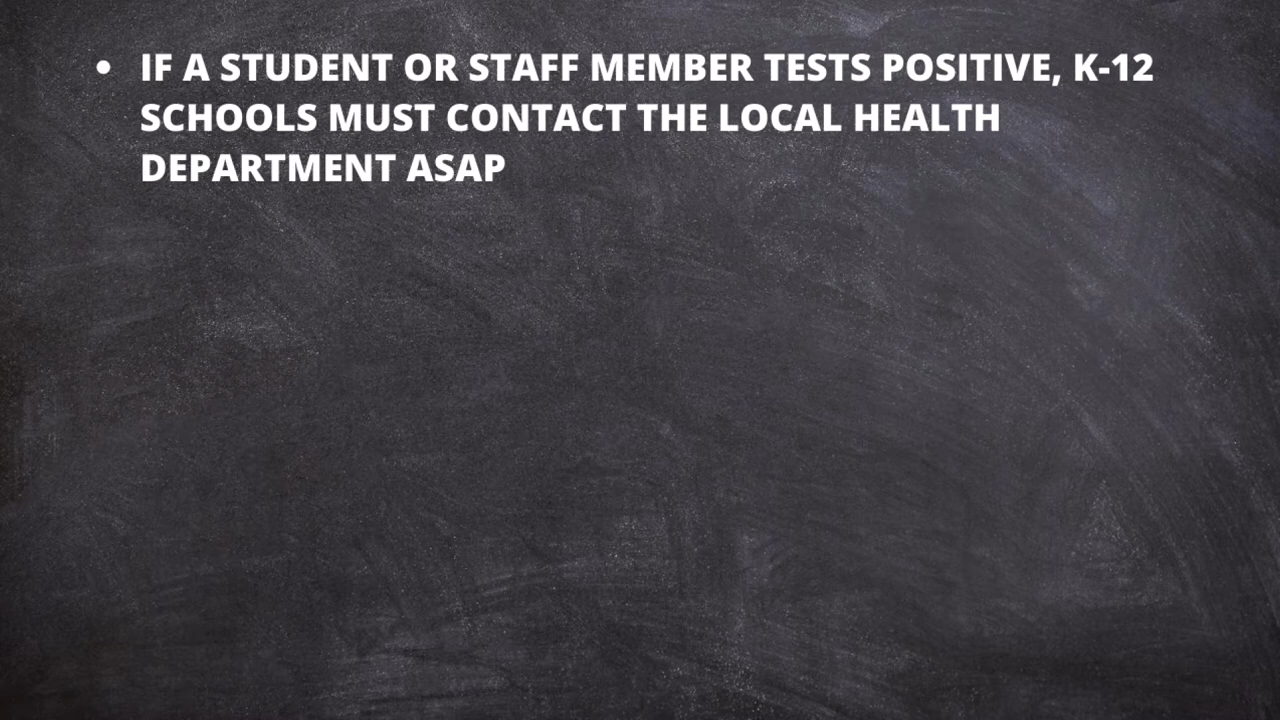 • IF A STUDENT OR STAFF MEMBER TESTS POSITIVE, K-12
SCHOOLS MUST CONTACT THE LOCAL HEALTH
DEPARTMENT ASAP